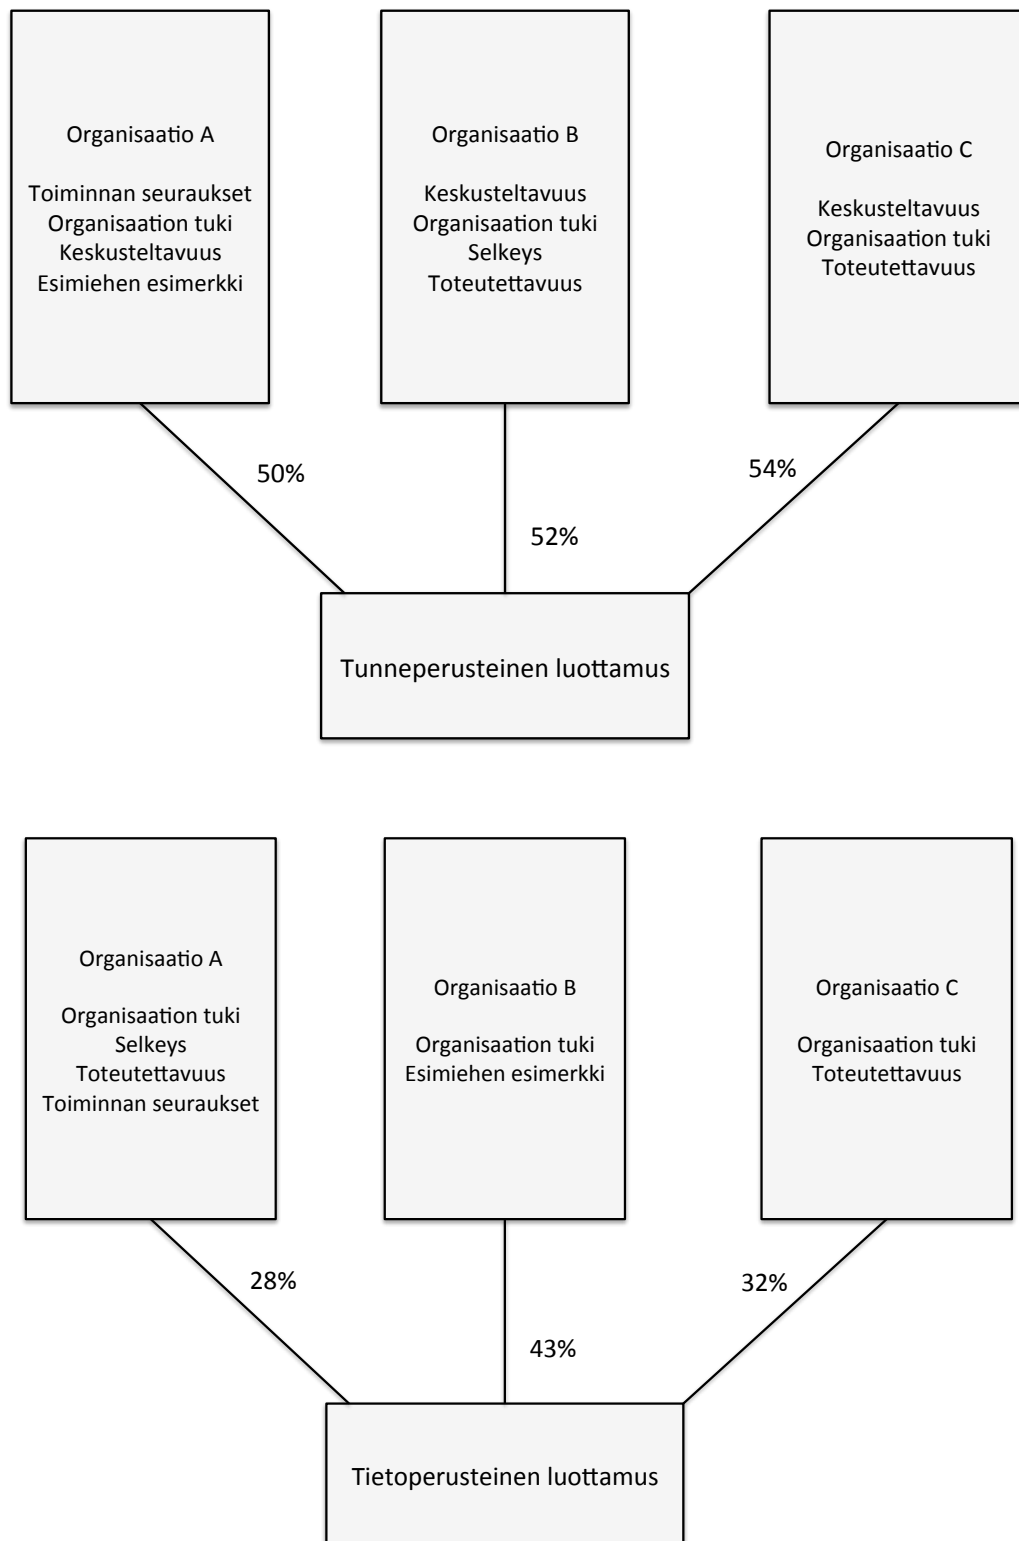 Organisaatio A
Toiminnan seuraukset
Organisaation tuki
Keskusteltavuus
Esimiehen esimerkki
Organisaatio B
Keskusteltavuus
Organisaation tuki
Selkeys
Toteutettavuus
Organisaatio C
Keskusteltavuus
Organisaation tuki
Toteutettavuus
50%
52%
54%
Tunneperusteinen luottamus
Organisaatio A
Organisaation tuki
Selkeys
Toteutettavuus
Toiminnan seuraukset
Organisaatio B
Organisaation tuki
Esimiehen esimerkki
Organisaatio C
Organisaation tuki
Toteutettavuus
28%
43%
32%
Tietoperusteinen luottamus